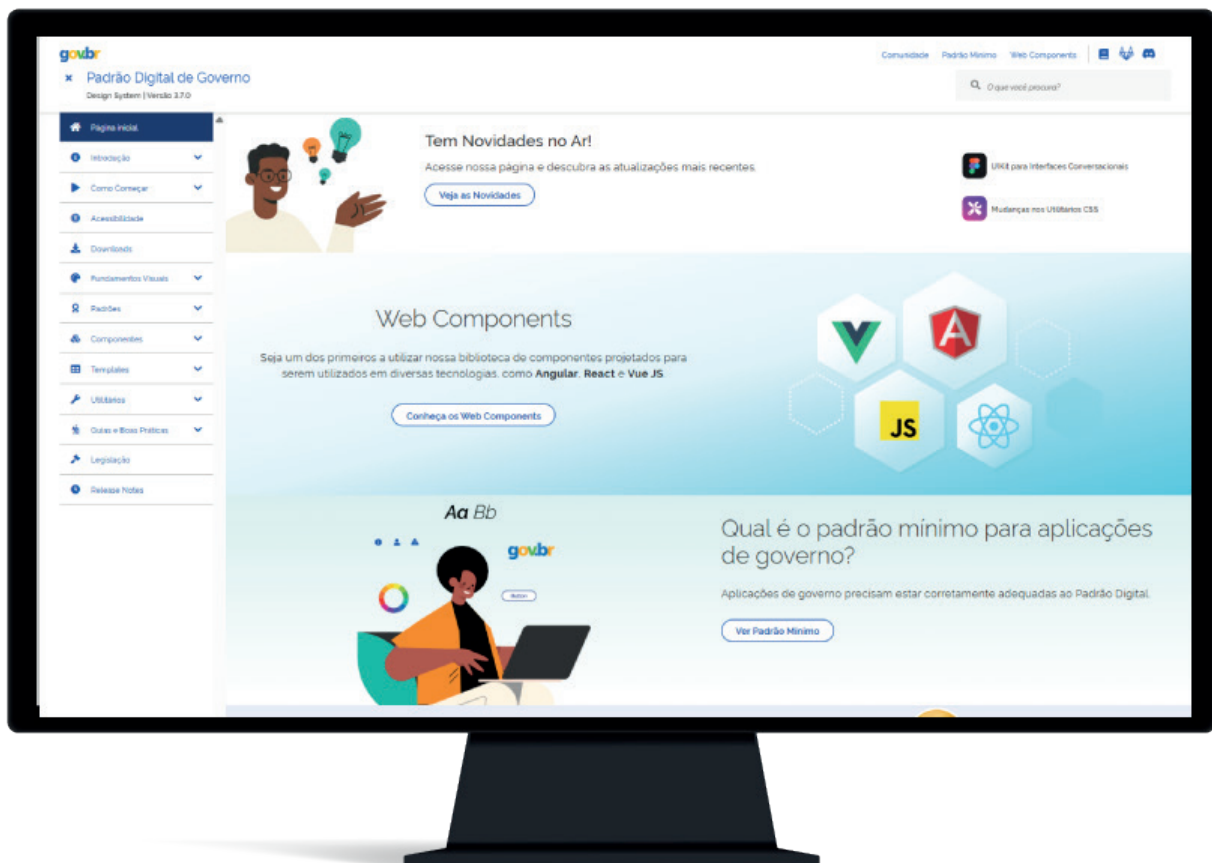 gov.br
Comunidade Padrão Mínimo Web Components
Padrão Digital de Governo
Design System | Versão 3.7.0
O que você procura?
Página inicial
Introdução
Como Começar
Acessibilidade
Downloads
Fundamentos Visuais
Padrões
Componentes
Templates
Utilitários
Guias e Boas Práticas
Legislação
Release Notes
Tem Novidades no Ar!
Acesse nossa página e descubra as atualizações mais recentes.
Veja as Novidades
UIKit para Interfaces Conversacionais
Mudanças nos Utilitários CSS
Web Components
Seja um dos primeiros a utilizar nossa biblioteca de componentes projetados para
serem utilizados em diversas tecnologias, como Angular, React e Vue JS.
Conheça os Web Components
A
JS
Aa Bb
gov.br
Button
Qual é o padrão mínimo para aplicações
de governo?
Aplicações de governo precisam estar corretamente adequadas ao Padrão Digital.
Ver Padrão Mínimo